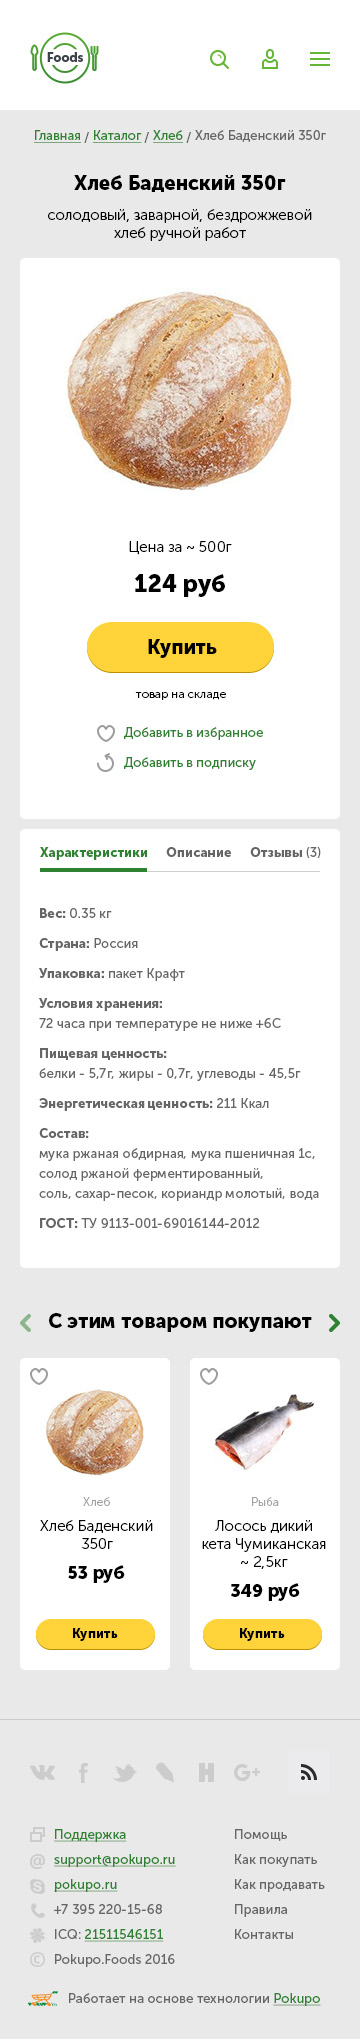 Foods
Главная / Каталог / Хлеб / Хлеб Баденский 350г
Хлеб Баденский 350г
солодовый, заварной, бездрожжевой
хлеб ручной работ
Цена за ~ 500г
124 руб
Купить
товар на складе
Добавить в избранное
Добавить в подписку
Характеристики Описание Отзывы (3)
Вес: 0.35 кг
Страна: Россия
Упаковка: пакет Крафт
Условия хранения:
72 часа при температуре не ниже +6С
Пищевая ценность:
белки - 5,7г, жиры - 0,7г, углеводы - 45,5г
Энергетическая ценность: 211 Ккал
Состав:
мука ржаная обдирная, мука пшеничная 1с,
солод ржаной ферментированный,
соль, сахар-песок, кориандр молотый, вода
ГОСТ: ТУ 9113-001-69016144-2012
С этим товаром покупают
Хлеб
Хлеб Баденский
350г
53 руб
Купить
Рыба
Лосось дикий
кета Чумиканская
~ 2,5кг
349 руб
Купить
Поддержка
support@pokupo.ru
pokupo.ru
+7 395 220-15-68
ICQ: 21511546151
Pokupo.Foods 2016
Помощь
Как покупать
Как продавать
Правила
Контакты
Работает на основе технологии Pokupo